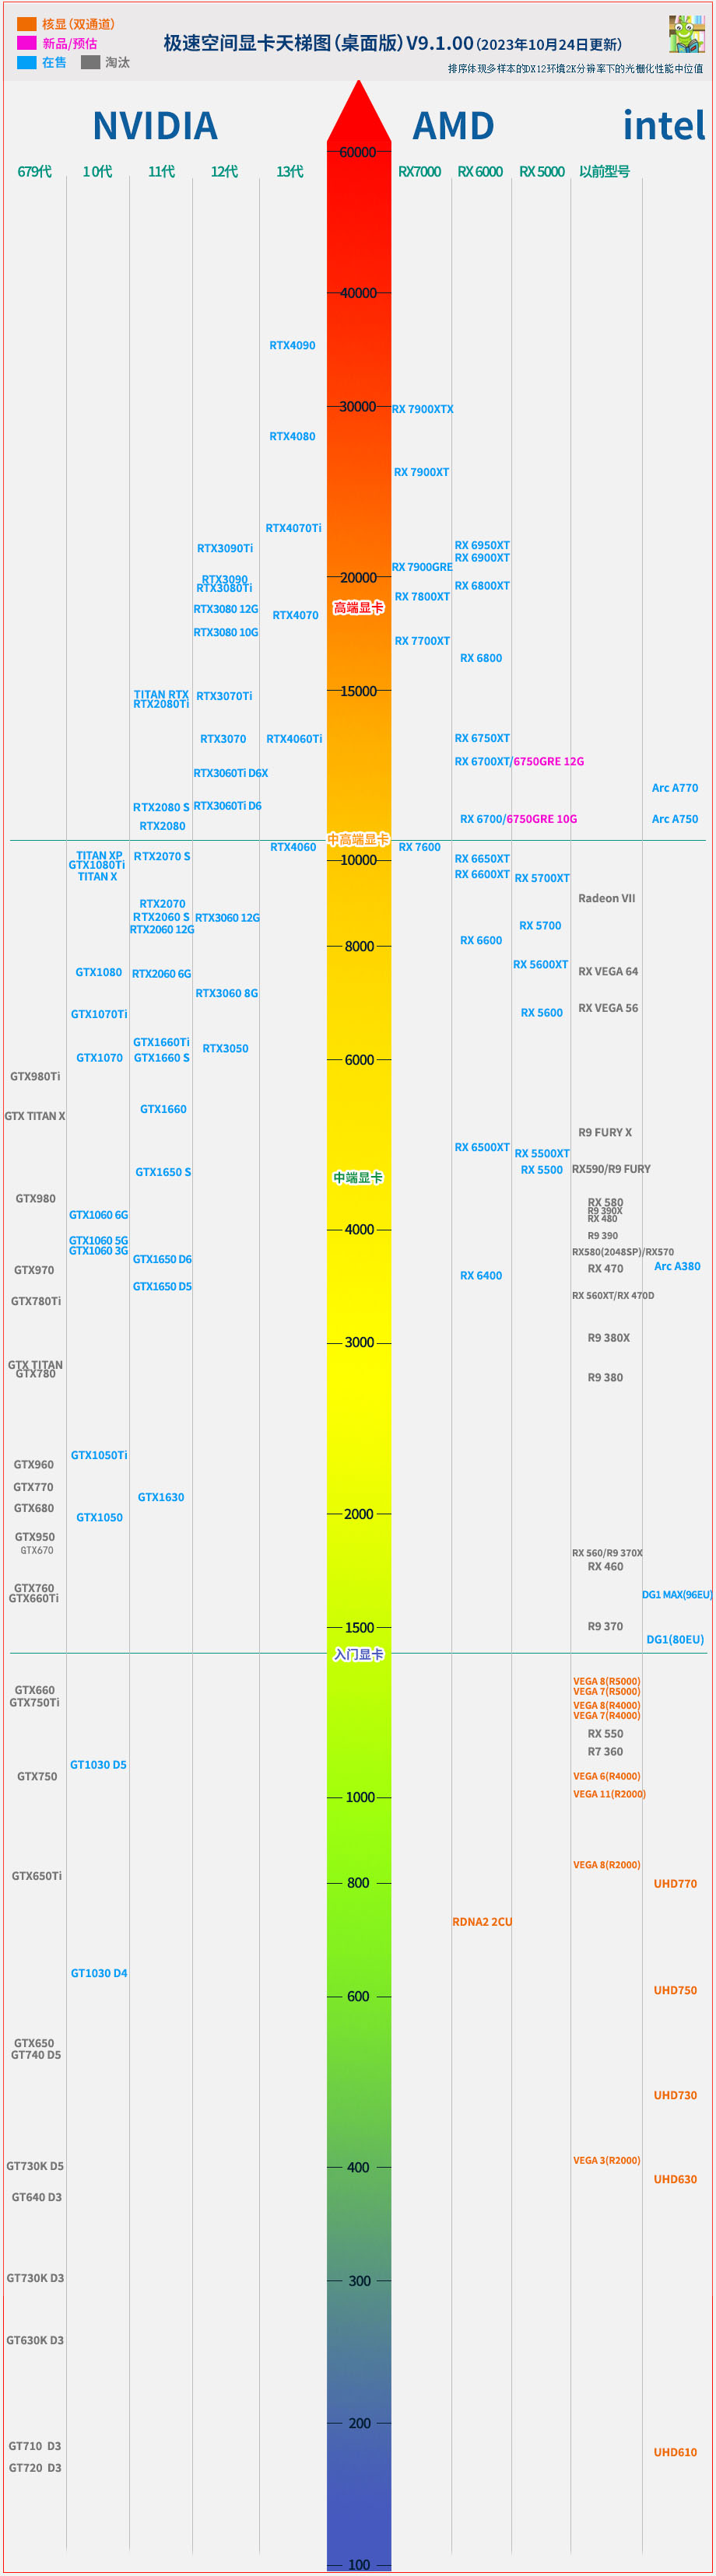 核显(双通道)
新品/预估
在售 淘汰
极速空间显卡天梯图(桌面版)V9.1.00(2023年10月24日更新)
排序体现多样本的DX12环境2K分辨率下的光栅化性能中位值
NVIDIA AMD intel
679代 10代 11代 12代 13代 RX7000 RX 6000 RX 5000 以前型号
60000
40000
RTX4090
30000
RX 7900XTX
RTX4080
RX 7900XT
RTX4070Ti
RTX3090Ti RX 6950XT
RX 6900XT
RX 7900GRE
RTX3090 20000
RTX3080Ti RX 6800XT
RX 7800XT
RTX3080 12G 高端显卡
RTX4070
RTX3080 10G
RX 7700XT
RX 6800
15000
TITAN RTX RTX3070Ti
RTX2080Ti
RTX3070 RTX4060Ti RX 6750XT
RX 6700XT/6750GRE 12G
RTX3060Ti D6X
Arc A770
RTX2080 S RTX3060Ti D6
RX 6700/6750GRE 10G Arc A750
RTX2080
中高端显卡
RTX4060 RX 7600
TITAN XP RTX2070 S
10000 RX 6650XT
GTX1080Ti
TITAN X RX 6600XT RX 5700XT
Radeon VII
RTX2070
RTX2060 S RTX3060 12G
RTX2060 12G RX 5700
RX 6600
8000
RX 5600XT
GTX1080 RTX2060 6G RX VEGA 64
RTX3060 8G
RX VEGA 56
GTX1070Ti RX 5600
GTX1660Ti
RTX3050
GTX1070 GTX1660 S 6000
GTX980Ti
GTX1660
GTX TITAN X
R9 FURY X
RX 6500XT
RX 5500XT
GTX1650 S RX 5500 RX590/R9 FURY
中端显卡
GTX980
RX 580
R9 390X
GTX1060 6G RX 480
4000
R9 390
GTX1060 5G
GTX1060 3G RX580(2048SP)/RX570
GTX1650 D6
GTX970 RX 470 Arc A380
RX 6400
GTX1650 D5
GTX780Ti RX 560XT/RX 470D
R9 380X
3000
GTX TITAN
GTX780 R9 380
GTX1050Ti
GTX960
GTX770
GTX1630
GTX680
2000
GTX1050
GTX950
GTX670 RX 560/R9 370X
RX 460
GTX760
DG1 MAX(96EU)
GTX660Ti
1500 R9 370
DG1(80EU)
入门显卡
VEGA 8(R5000)
GTX660 VEGA 7(R5000)
GTX750Ti VEGA 8(R4000)
VEGA 7(R4000)
RX 550
R7 360
GT1030 D5
GTX750 VEGA 6(R4000)
VEGA 11(R2000)
1000
VEGA 8(R2000)
GTX650Ti
800 UHD770
RDNA2 2CU
GT1030 D4
UHD750
600
GTX650
GT740 D5
UHD730
VEGA 3(R2000)
GT730K D5 400
UHD630
GT640 D3
GT730K D3 300
GT630K D3
200
GT710 D3
UHD610
GT720 D3
100